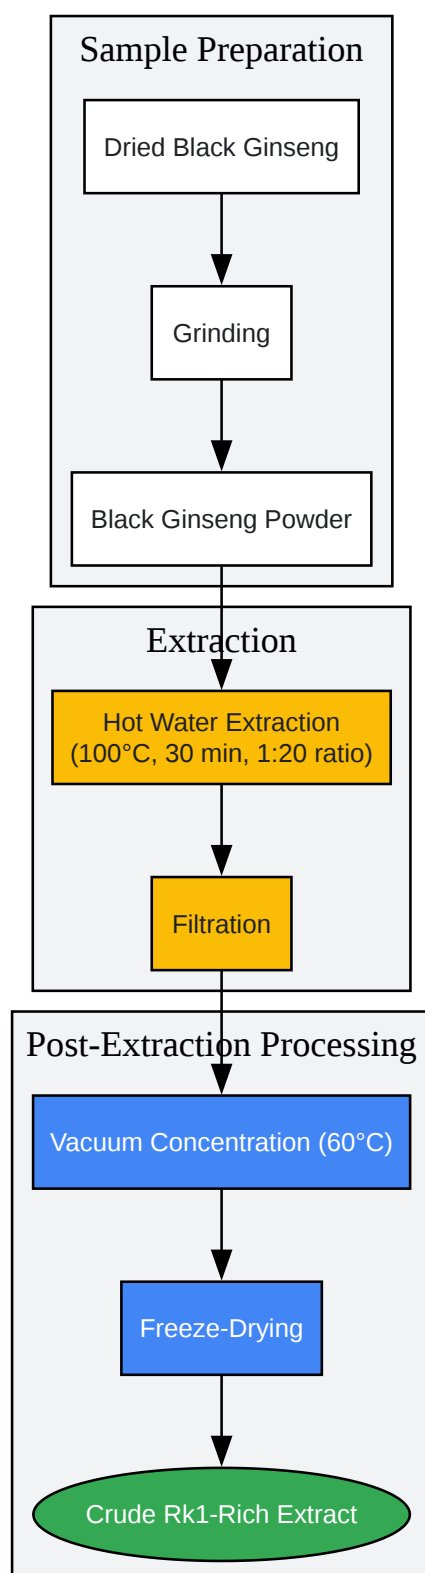 Sample Preparation
Dried Black Ginseng
Grinding
Black Ginseng Powder
Extraction
Hot Water Extraction
(100°C, 30 min, 1:20 ratio)
Filtration
Post-Extraction Processing
Vacuum Concentration (60°C)
Freeze-Drying
Crude Rk1-Rich Extract